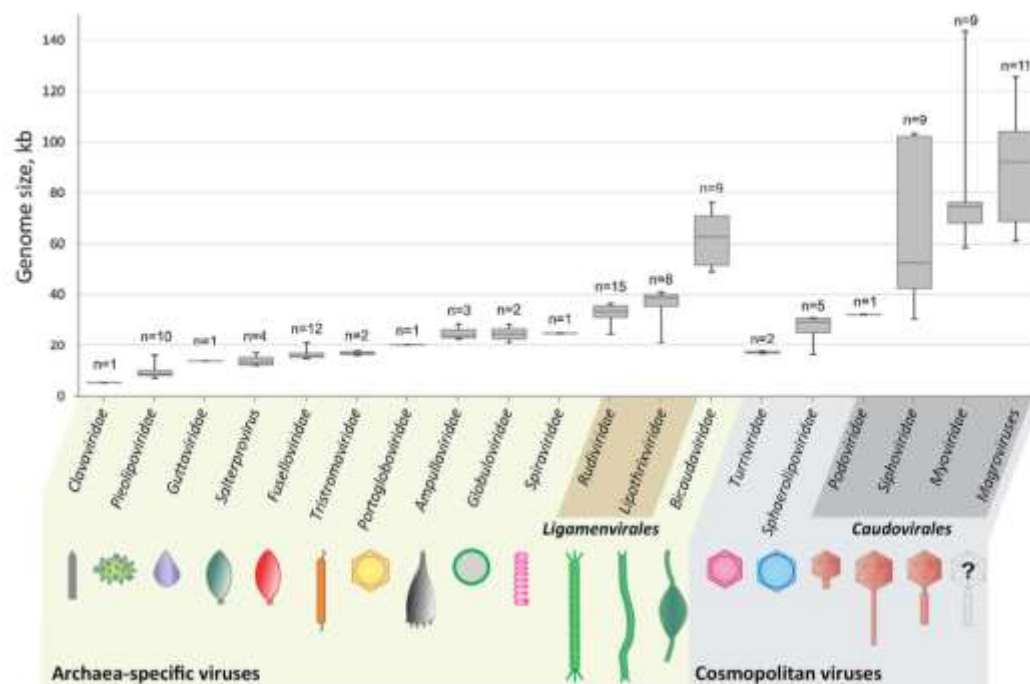 Genome size, kb
140
120
100
80
60
40
20
0
n=1
n=10
n=1
n=4
n=12
n=2
n=1
n=3
n=2
n=1
n=15
n=8
n=9
n=2
n=5
n=1
n=9
n=9
n=11
Clavaviridae
Pleolipoviridae
Guttaviridae
Salterprovirus
Fuselloviridae
Tristromaviridae
Portogloboviridae
Ampullaviridae
Globuloviridae
Spiraviridae
Rudiviridae
Lipothrixviridae
Bicaudaviridae
Turriviridae
Sphaerolipoviridae
Podoviridae
Siphoviridae
Myoviridae
Magroviruses
Ligamenvirales
Caudovirales
?
Archaea-specific viruses
Cosmopolitan viruses